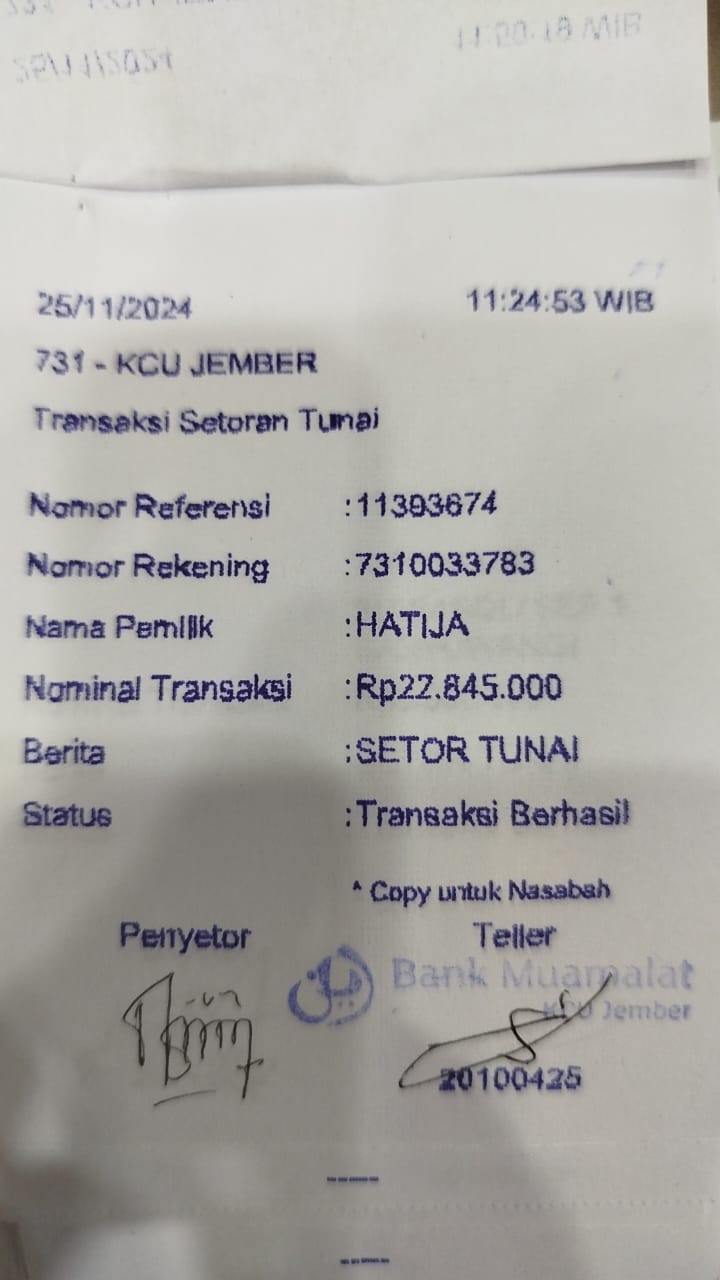 11:20:18 WIB
25/11/2024 11:24:53 WIB
731 - KCU JEMBER
Transaksi Setoran Tunai
Nomor Referensi :11393674
Nomor Rekening :7310033783
Nama Pemilik :HATIJA
Nominal Transaksi :Rp22.845.000
Berita :SETOR TUNAI
Status :Transaksi Berhasil
* Copy untuk Nasabah
Penyetor Teller
Bank Muamalat
KCU Jember
20100425